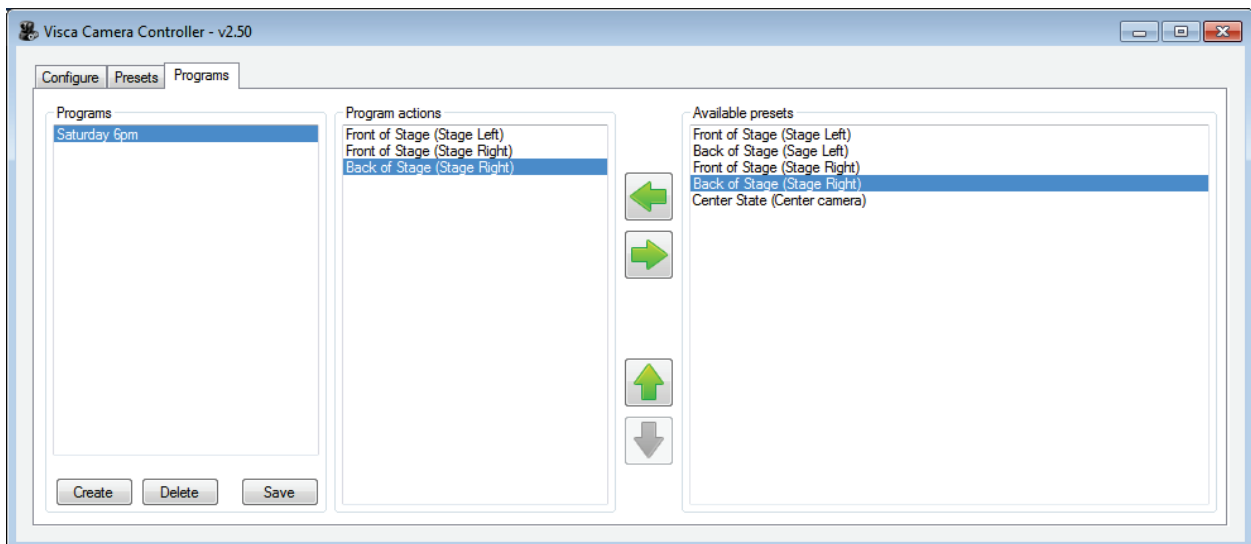 Visca Camera Controller - v2.50
Configure Presets Programs
Programs
Saturday 6pm
Create Delete Save
Program actions
Front of Stage (Stage Left)
Front of Stage (Stage Right)
Back of Stage (Stage Right)
Available presets
Front of Stage (Stage Left)
Back of Stage (Sage Left)
Front of Stage (Stage Right)
Back of Stage (Stage Right)
Center State (Center camera)